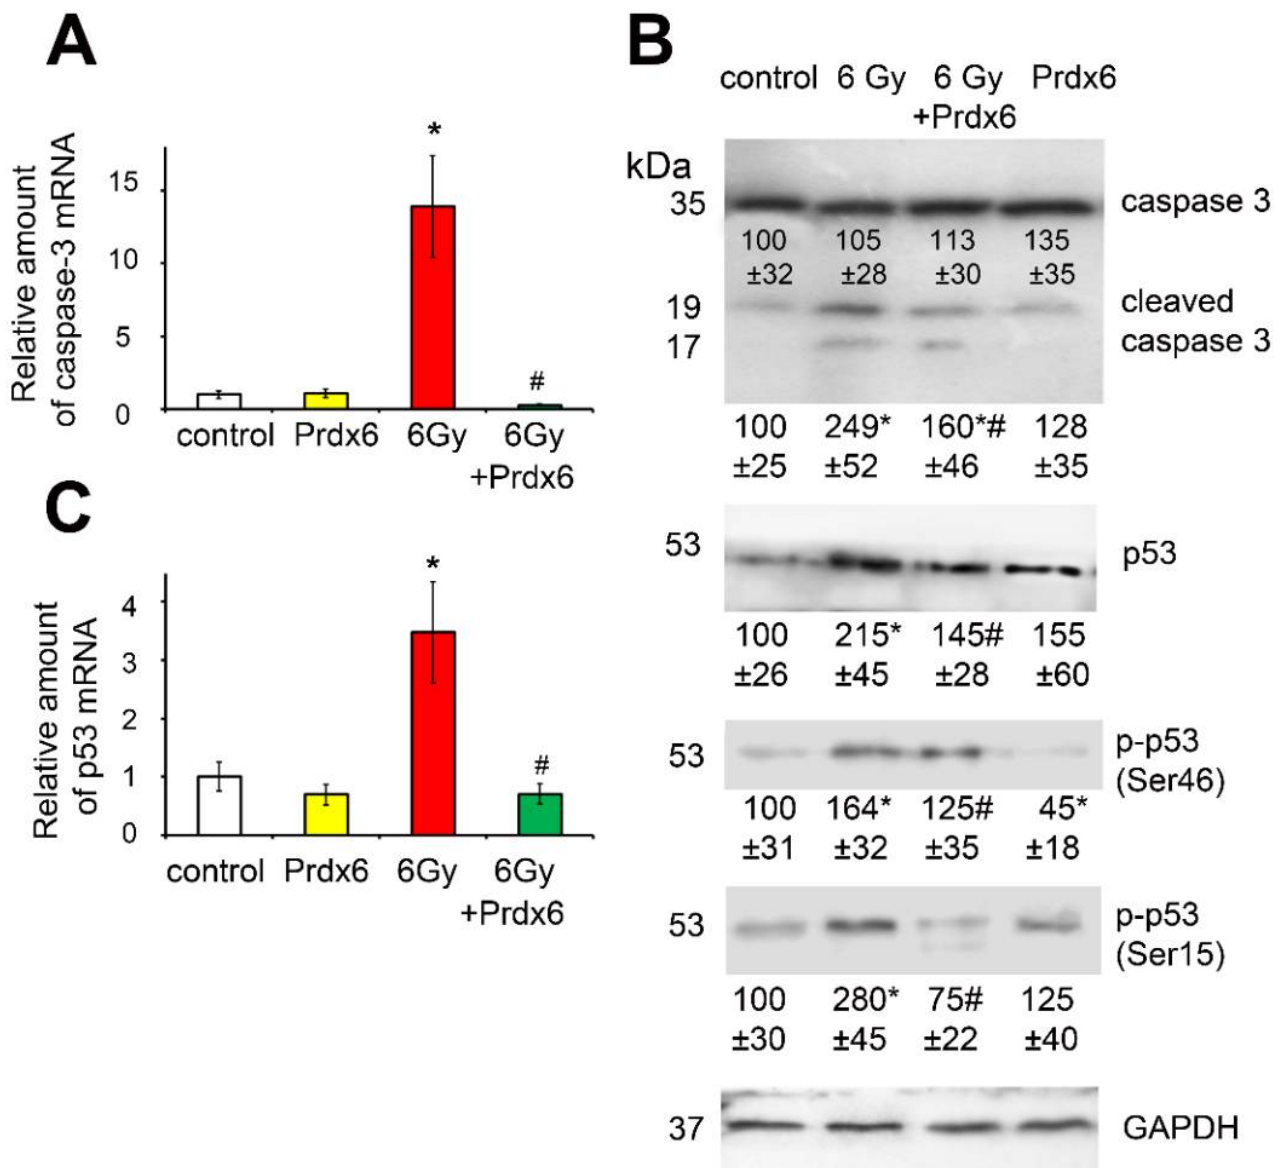 A
Relative amount
of caspase-3 mRNA
15
10
5
0
*
#
control Prdx6 6Gy 6Gy
+Prdx6
C
Relative amount
of p53 mRNA
4
3
2
1
0
*
#
control Prdx6 6Gy 6Gy
+Prdx6
B
control 6 Gy 6 Gy Prdx6
+Prdx6
kDa
35 caspase 3
100 105 113 135
±32 ±28 ±30 ±35
19 cleaved
17 caspase 3
100 249* 160*# 128
±25 ±52 ±46 ±35
53 p53
100 215* 145# 155
±26 ±45 ±28 ±60
53 p-p53
(Ser46)
100 164* 125# 45*
±31 ±32 ±35 ±18
53 p-p53
(Ser15)
100 280* 75# 125
±30 ±45 ±22 ±40
37 GAPDH